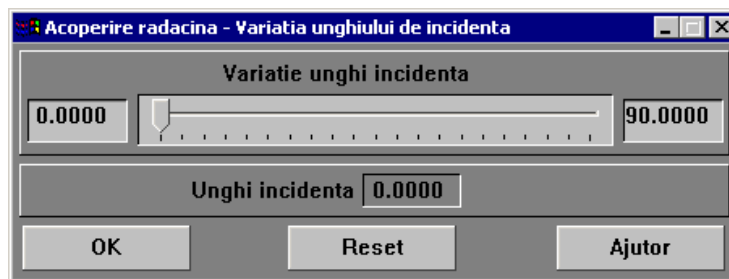 Acoperire radacina - Variatia unghiului de incidenta
Variatie unghi incidenta
0.0000 90.0000
Unghi incidenta 0.0000
OK Reset Ajutor